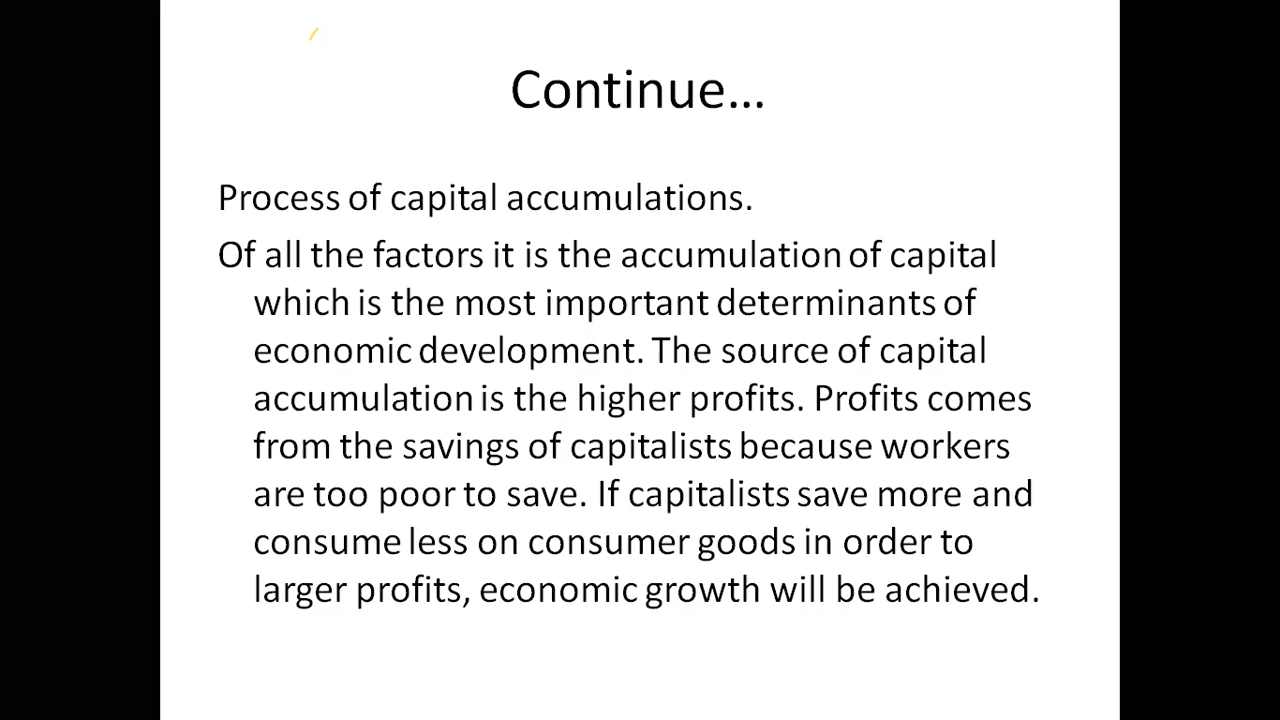 Continue...
Process of capital accumulations.
Of all the factors it is the accumulation of capital
which is the most important determinants of
economic development. The source of capital
accumulation is the higher profits. Profits comes
from the savings of capitalists because workers
are too poor to save. If capitalists save more and
consume less on consumer goods in order to
larger profits, economic growth will be achieved.